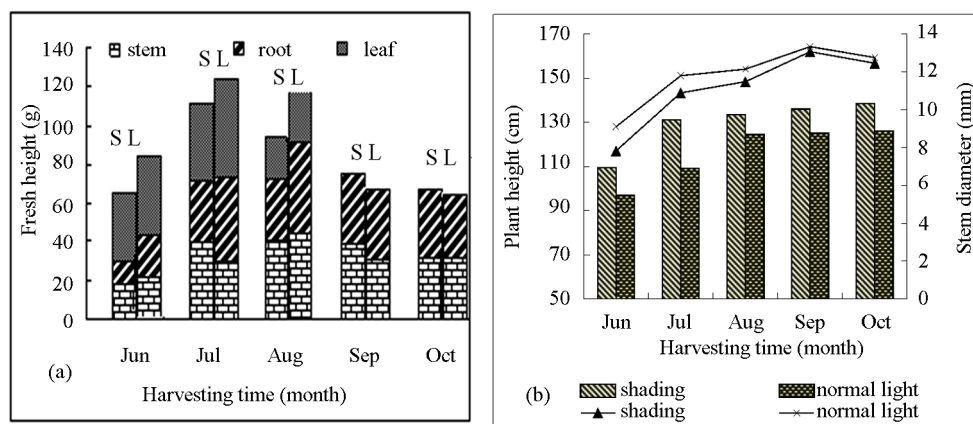 stem root leaf
140
120
100
80
60
40
20
0
Fresh height (g)
S L
S L
S L
S L
S L
Jun Jul Aug Sep Oct
(a)
Harvesting time (month)
170
150
130
110
90
70
50
Plant height (cm)
14
12
10
8
6
4
2
0
Stem diameter (mm)
Jun Jul Aug Sep Oct
Harvesting time (month)
(b)
shading normal light
shading normal light